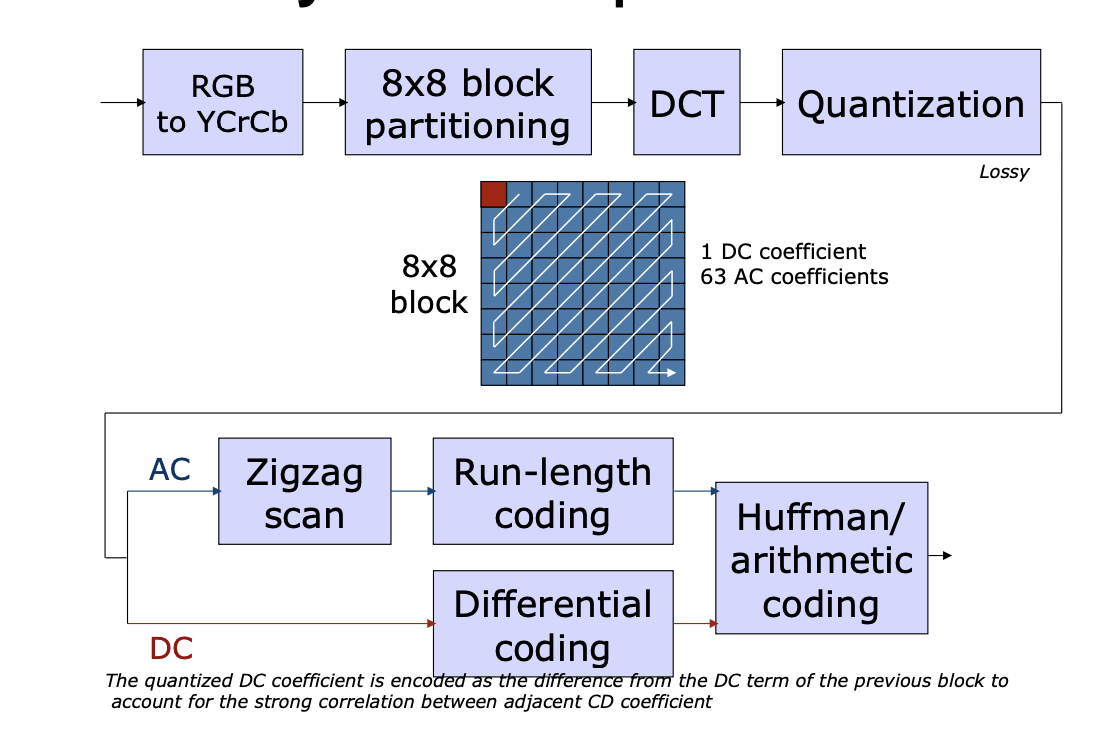 RGB
to YCrCb
8x8 block
partitioning
DCT
Quantization
Lossy
8x8
block
1 DC coefficient
63 AC coefficients
AC
Zigzag
scan
Run-length
coding
Huffman/
arithmetic
coding
Differential
coding
DC
The quantized DC coefficient is encoded as the difference from the DC term of the previous block to
account for the strong correlation between adjacent CD coefficient